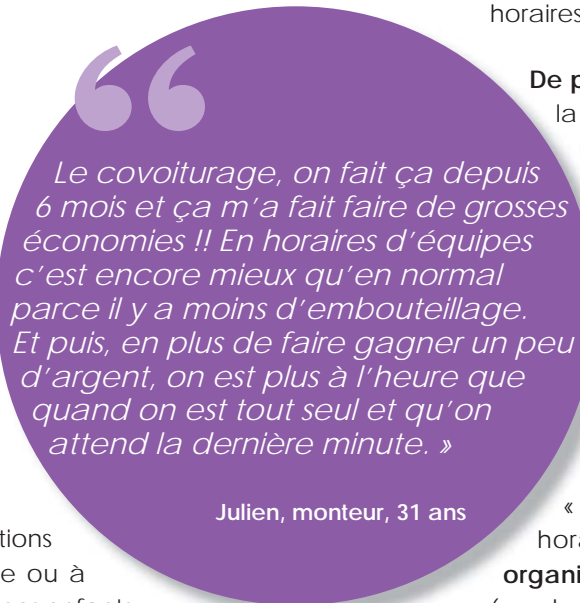 horaires
De p
la
“
Le covoiturage, on fait ça depuis
6 mois et ça m’a fait faire de grosses
économies !! En horaires d’équipes
c’est encore mieux qu’en normal
parce il y a moins d’embouteillage.
Et puis, en plus de faire gagner un peu
d’argent, on est plus à l’heure que
quand on est tout seul et qu’on
attend la dernière minute. »
Julien, monteur, 31 ans
tions
e ou à
«
hora
organi